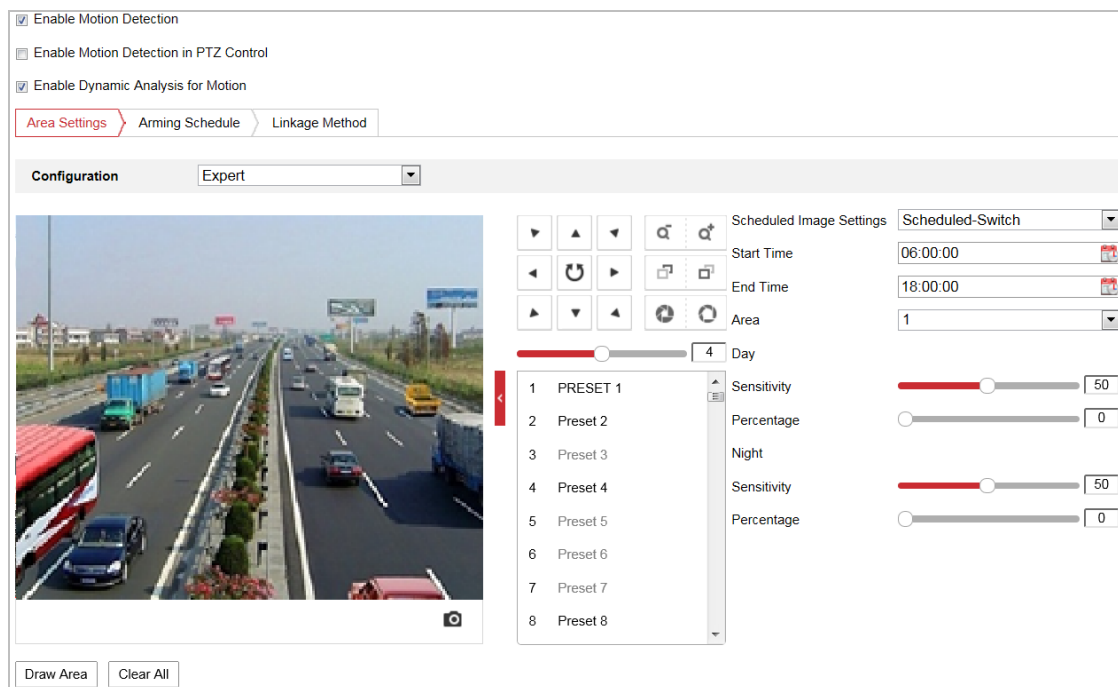 Enable Motion Detection
Enable Motion Detection in PTZ Control
Enable Dynamic Analysis for Motion
Area Settings Arming Schedule Linkage Method
Configuration Expert
Scheduled Image Settings Scheduled-Switch
Start Time 06:00:00
End Time 18:00:00
Area 1
4 Day
1 PRESET 1
2 Preset 2
3 Preset 3
4 Preset 4
5 Preset 5
6 Preset 6
7 Preset 7
8 Preset 8
Sensitivity 50
Percentage 0
Night
Sensitivity 50
Percentage 0
Draw Area Clear All